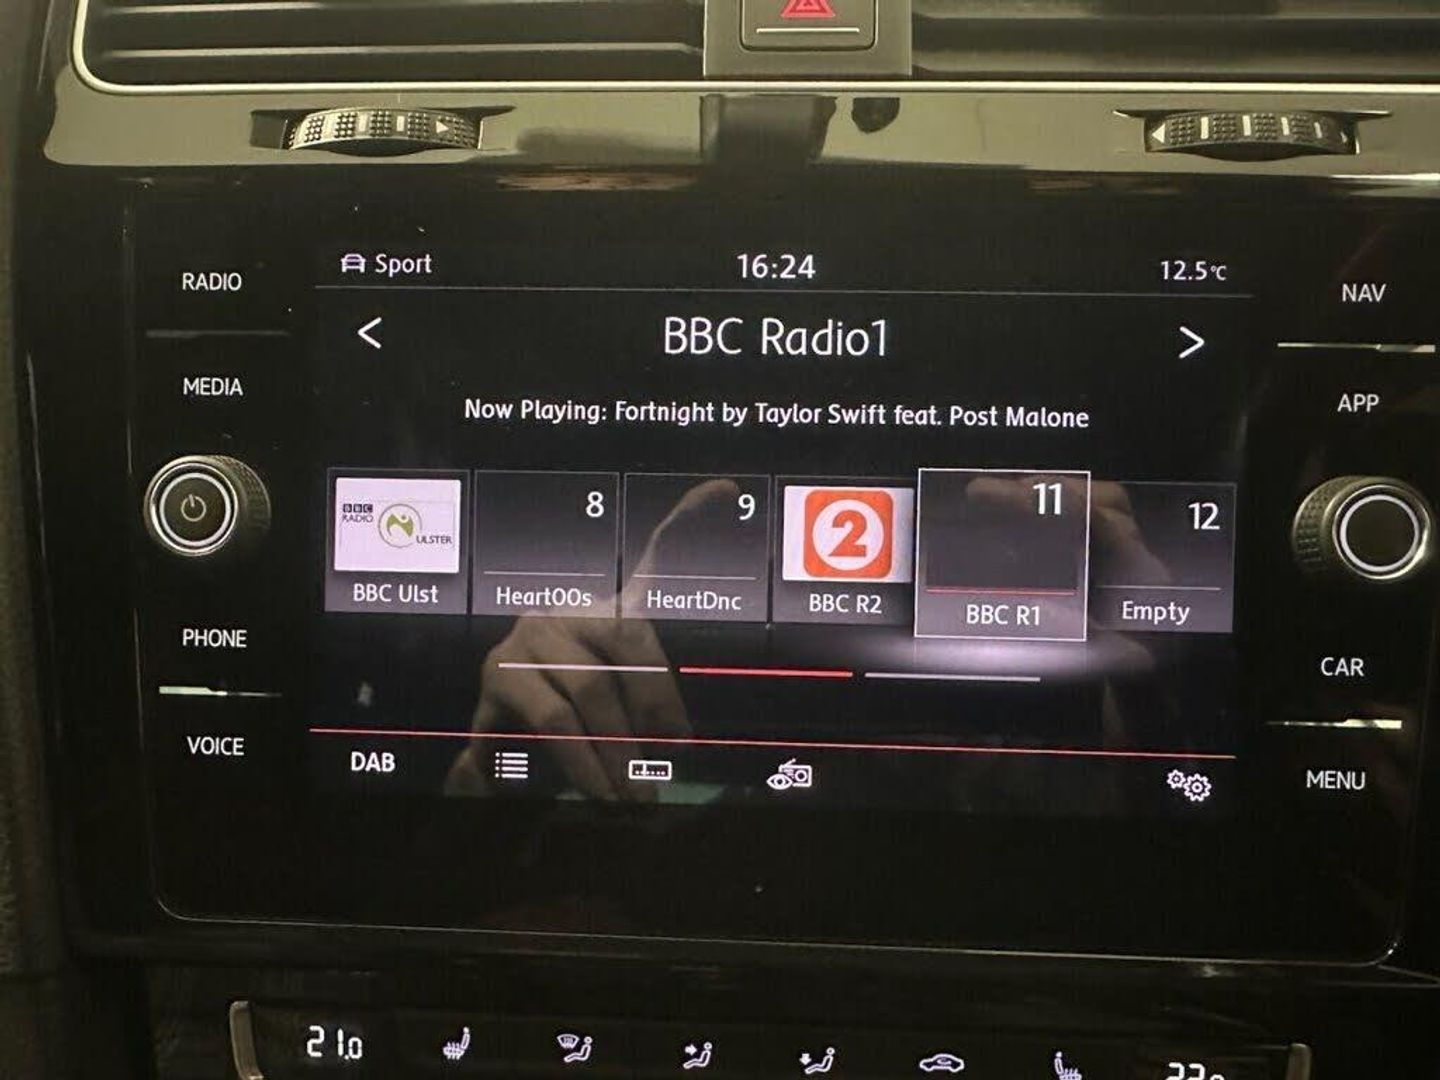 RADIO
MEDIA
PHONE
VOICE
Sport
16:24
12.5°C
< BBC Radio1 >
Now Playing: Fortnight by Taylor Swift feat. Post Malone
BBC RADIO ULSTER
8
9
2
11
12
BBC Ulst
Heart00s
HeartDnc
BBC R2
BBC R1
Empty
DAB
NAV
APP
CAR
MENU
21.0